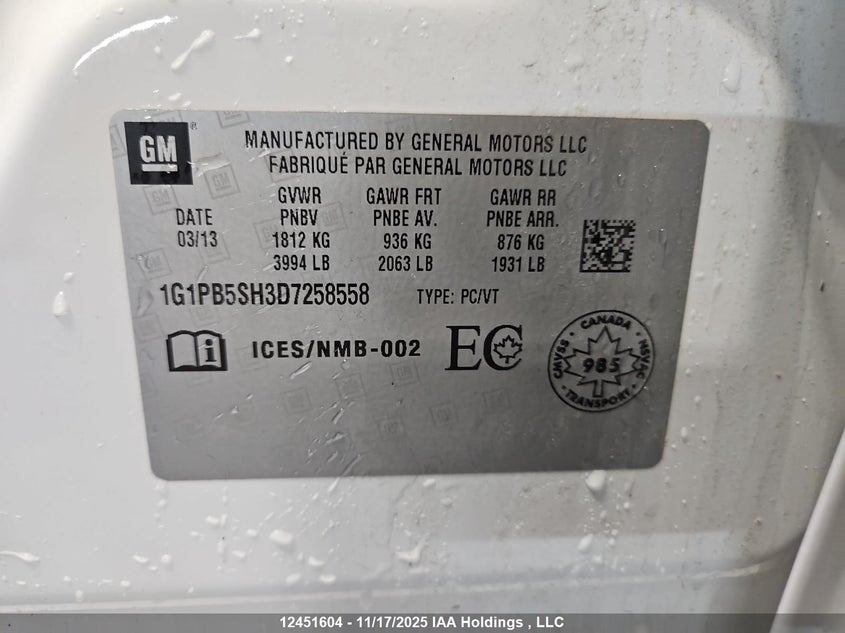 GM
MANUFACTURED BY GENERAL MOTORS LLC
FABRIQUÉ PAR GENERAL MOTORS LLC
GVWR GAWR FRT GAWR RR
DATE PNBV PNBE AV. PNBE ARR.
03/13 1812 KG 936 KG 876 KG
3994 LB 2063 LB 1931 LB
1G1PB5SH3D7258558 TYPE: PC/VT
ICES/NMB-002 EC
CANADA
CMVSS 985 NSVAC
TRANSPORT
12451604 - 11/17/2025 IAA Holdings , LLC